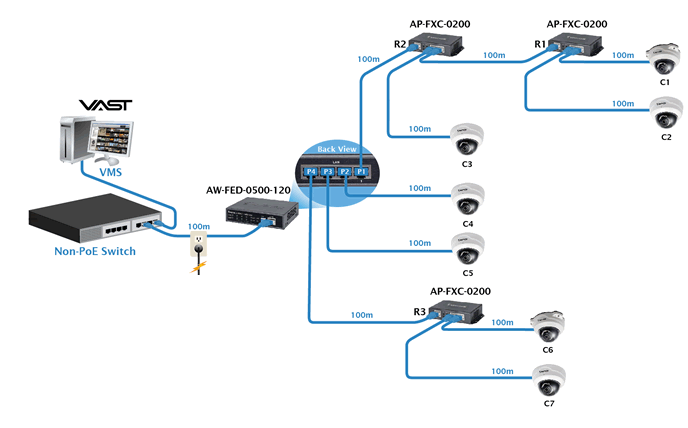 AP-FXC-0200
AP-FXC-0200
R2
R1
100m
100m
100m
C1
VAST
100m
100m
C2
C3
VMS
Back View
LAN
P4 P3 P2 P1
AW-FED-0500-120
100m
C4
100m
Non-PoE Switch
100m
C5
AP-FXC-0200
R3
100m
100m
C6
100m
C7